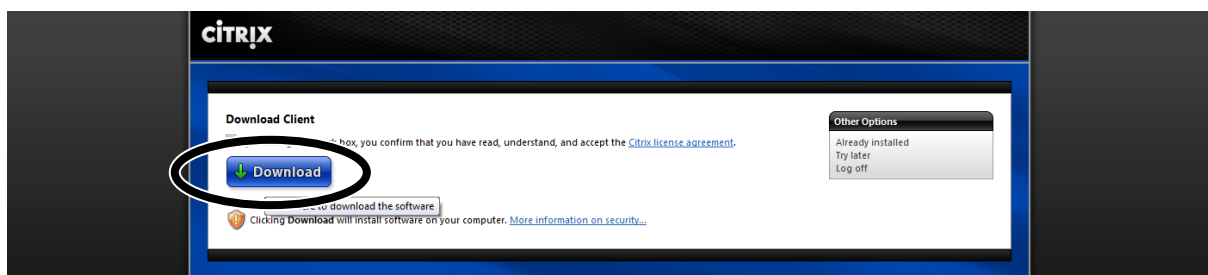 CİTRIX
Download Client
box, you confirm that you have read, understand, and accept the Citrix license agreement.
Download
to download the software
Clicking Download will install software on your computer. More information on security...
Other Options
Already installed
Try later
Log off